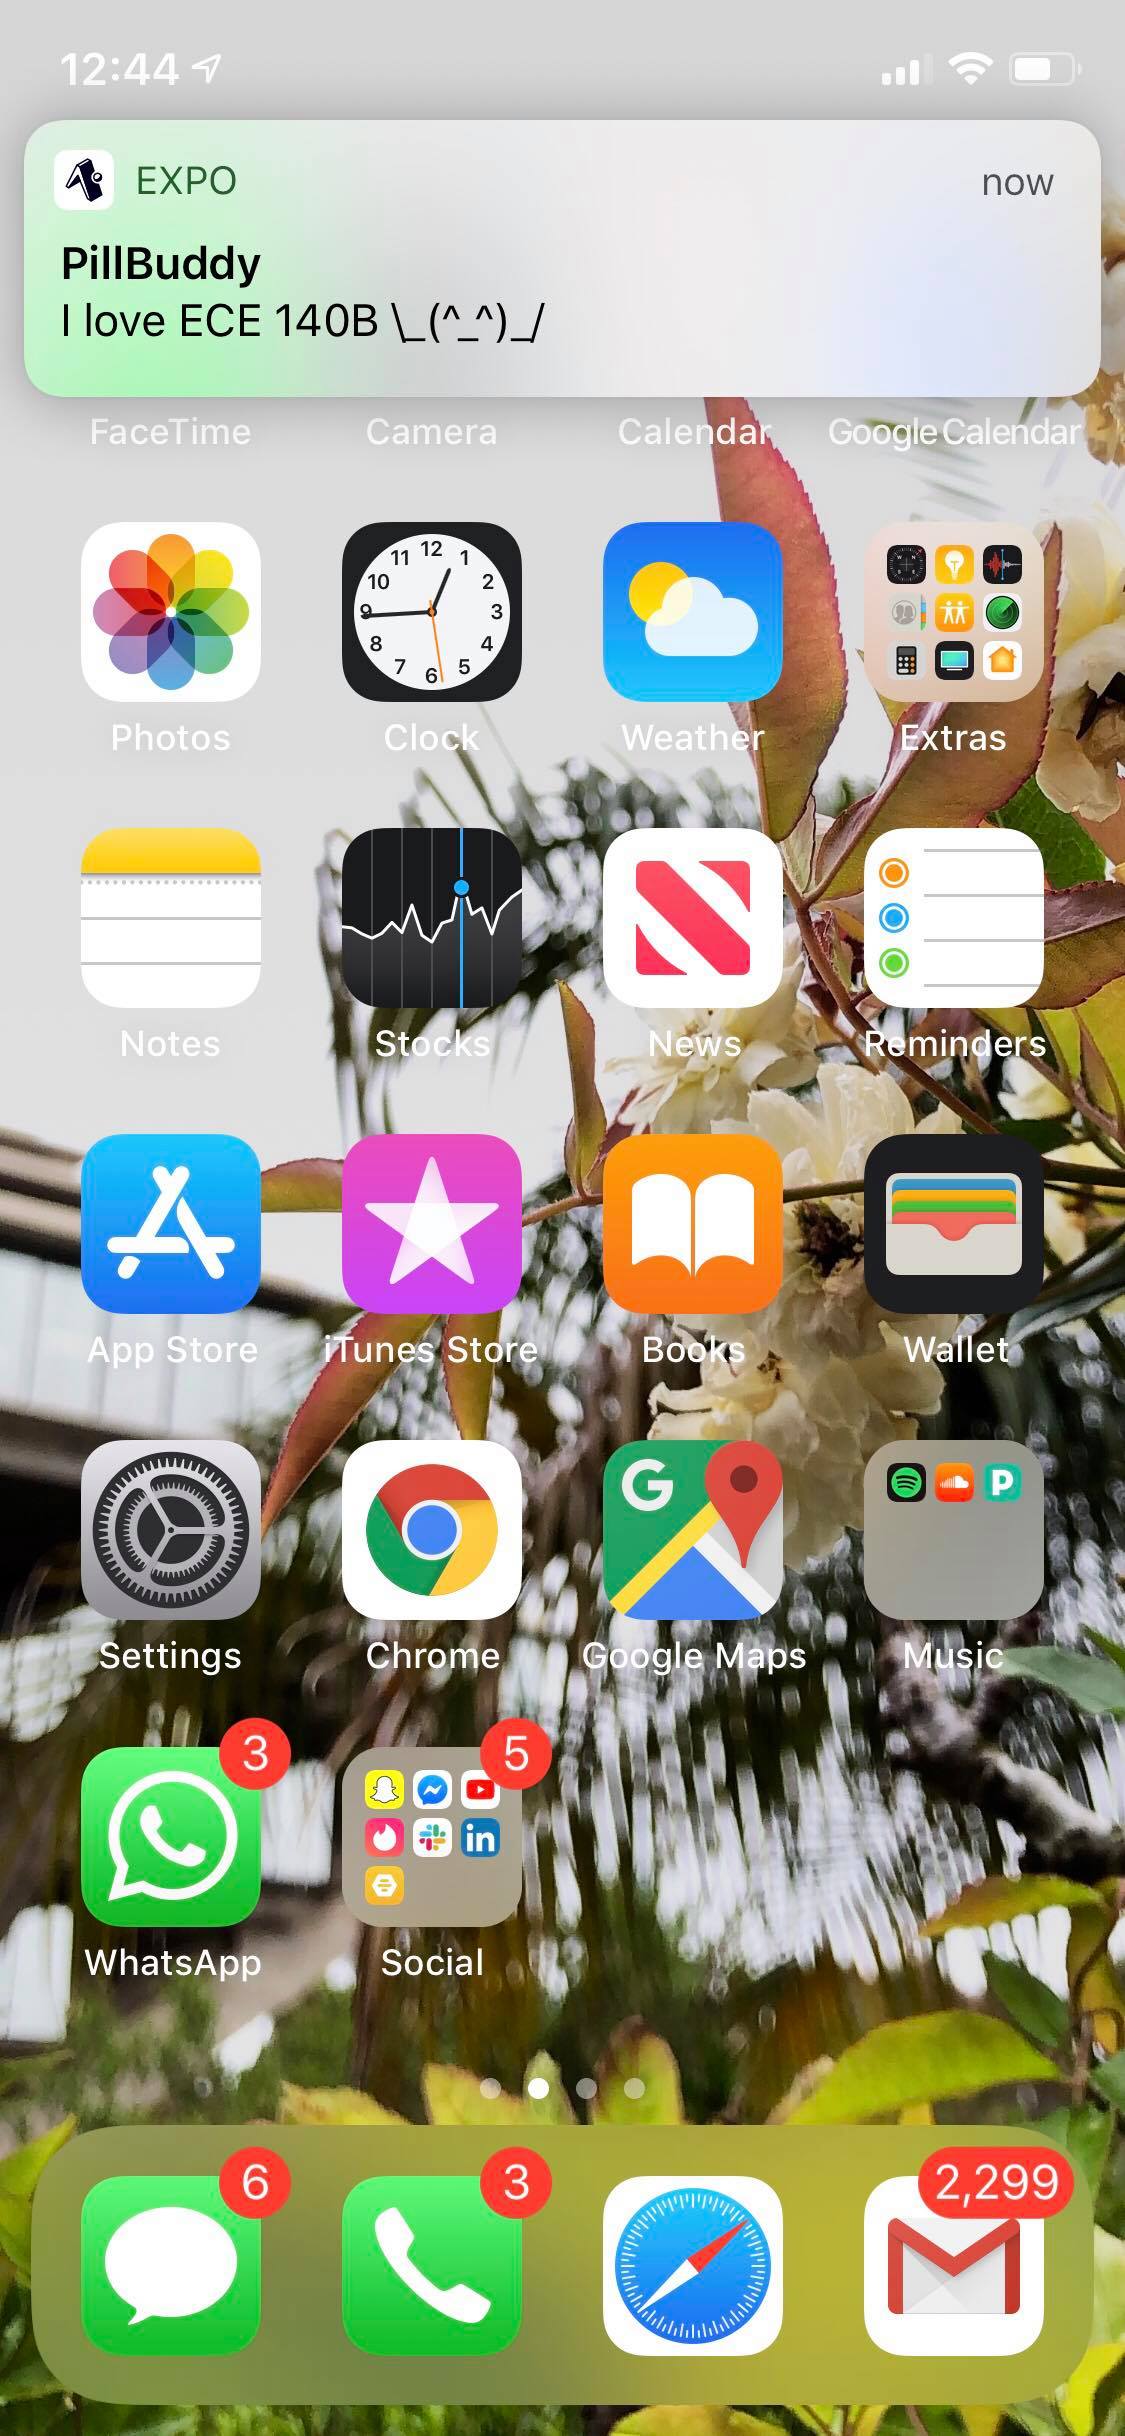 12:44
EXPO now
PillBuddy
I love ECE 140B \_(^_^)_/
FaceTime Camera Calendar Google Calendar
11 12 1
10 2
9 3
8 4
7 6 5
Photos Clock Weather Extras
Notes Stocks News Reminders
App Store iTunes Store Books Wallet
G
P
Settings Chrome Google Maps Music
3 5
in
WhatsApp Social
6 3 2,299